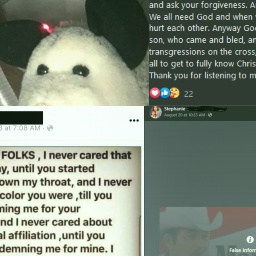 and ask your forgiveness. A
We all need God and when
hurt each other. Anyway Go
son, who came and bled, an
transgressions on the cross,
all to get to fully know Chris
Thank you for listening to m
22
at 7:08 AM ·
FOLKS , I never cared that
y, until you started
own my throat, and I never
color you were ,till you
ming me for your
nd I never cared about
al affiliation ,until you
demning me for mine. I
Stephanie
False infor